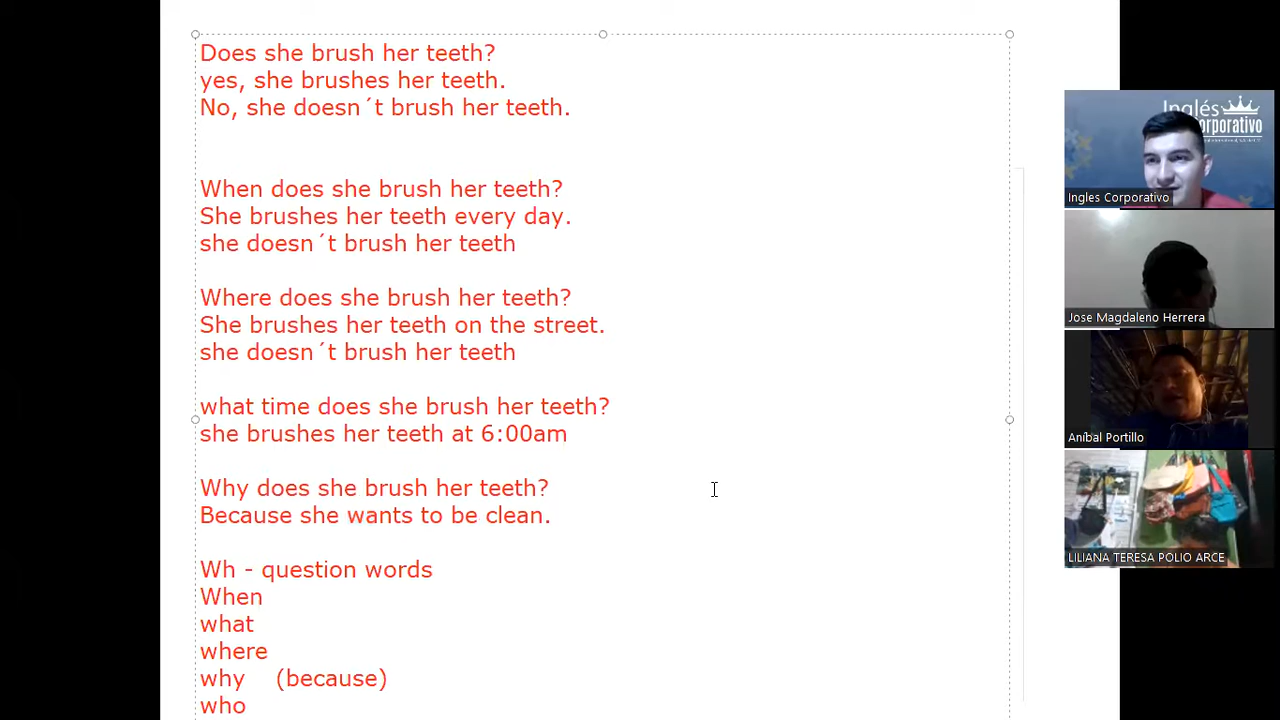 Does she brush her teeth?
yes, she brushes her teeth.
No, she doesn´t brush her teeth.
When does she brush her teeth?
She brushes her teeth every day.
she doesn´t brush her teeth
Where does she brush her teeth?
She brushes her teeth on the street.
she doesn´t brush her teeth
what time does she brush her teeth?
she brushes her teeth at 6:00am
Why does she brush her teeth?
Because she wants to be clean.
Wh - question words
When
what
where
why (because)
who
Inglés
orporativo
Ingles Corporativo
Jose Magdaleno Herrera
Aníbal Portillo
LILIANA TERESA POLIO ARCE